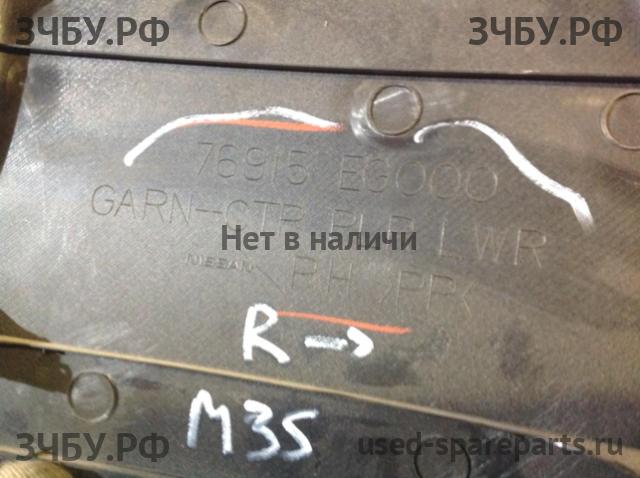 ЗЧБУ.РФ ЗЧБУ.РФ
76915 EG000
GARN-CTR PLR LWR
Нет в наличи
NISSAN RH >PP<
R →
M35
ЗЧБУ.РФ used-spareparts.ru